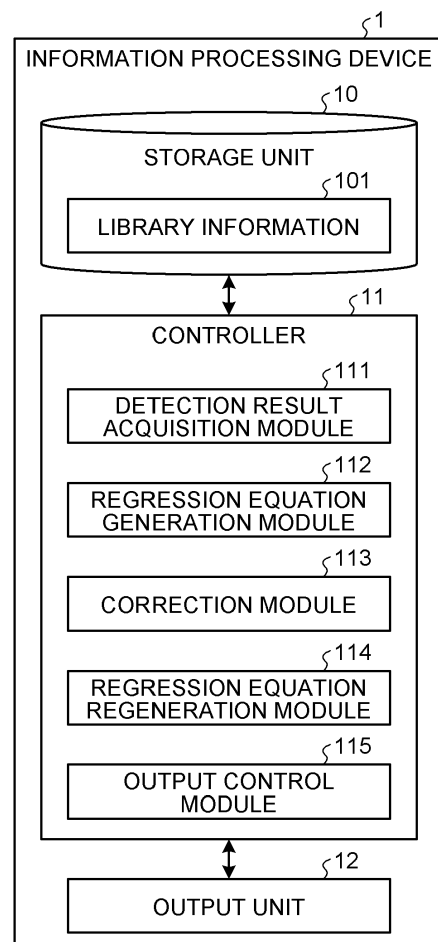 1
INFORMATION PROCESSING DEVICE
10
STORAGE UNIT
101
LIBRARY INFORMATION
11
CONTROLLER
111
DETECTION RESULT
ACQUISITION MODULE
112
REGRESSION EQUATION
GENERATION MODULE
113
CORRECTION MODULE
114
REGRESSION EQUATION
REGENERATION MODULE
115
OUTPUT CONTROL
MODULE
12
OUTPUT UNIT